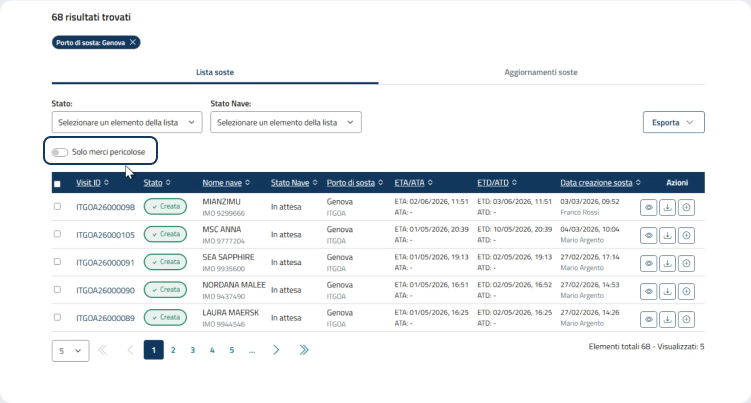 68 risultati trovati
Porto di sosta: Genova
Lista soste Aggiornamenti soste
Stato: Stato Nave:
Selezionare un elemento della lista Selezionare un elemento della lista Esporta
Solo merci pericolose
Visit ID Stato Nome nave Stato Nave Porto di sosta ETA/ATA ETD/ATD Data creazione sosta Azioni
ITGOA26000098 Creata MIANZIMU IMO 9299666 In attesa Genova ITGOA ETA: 02/06/2026, 11:51 ATA: - ETD: 03/06/2026, 11:51 ATD: - 03/03/2026, 09:52 Franco Rossi
ITGOA26000105 Creata MSC ANNA IMO 9777204 In attesa Genova ITGOA ETA: 01/05/2026, 20:39 ATA: - ETD: 10/05/2026, 20:39 ATD: - 04/03/2026, 10:04 Mario Argento
ITGOA26000091 Creata SEA SAPPHIRE IMO 9935600 In attesa Genova ITGOA ETA: 01/05/2026, 19:13 ATA: - ETD: 02/05/2026, 19:13 ATD: - 27/02/2026, 17:14 Mario Argento
ITGOA26000090 Creata NORDANA MALEE IMO 9437490 In attesa Genova ITGOA ETA: 01/05/2026, 16:51 ATA: - ETD: 02/05/2026, 16:52 ATD: - 27/02/2026, 14:53 Mario Argento
ITGOA26000089 Creata LAURA MAERSK IMO 9944546 In attesa Genova ITGOA ETA: 01/05/2026, 16:25 ATA: - ETD: 02/05/2026, 16:25 ATD: - 27/02/2026, 14:26 Mario Argento
5 1 2 3 4 5 ... Elementi totali 68 - Visualizzati: 5